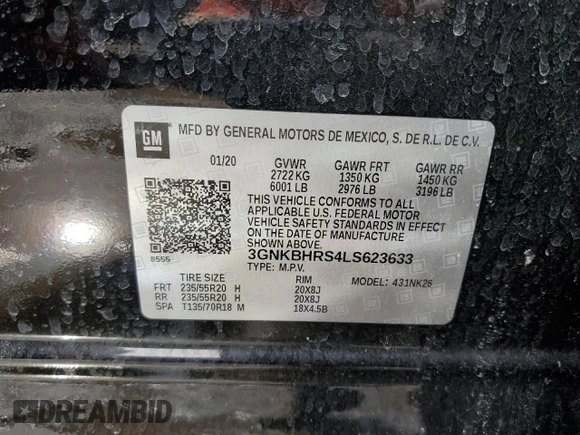 GM MFD BY GENERAL MOTORS DE MEXICO, S. DE R.L. DE C.V.
01/20 GVWR GAWR FRT GAWR RR
2722 KG 1350 KG 1450 KG
6001 LB 2976 LB 3196 LB
THIS VEHICLE CONFORMS TO ALL
APPLICABLE U.S. FEDERAL MOTOR
VEHICLE SAFETY STANDARDS IN EFFECT
ON THE DATE OF MANUFACTURE SHOWN ABOVE.
3GNKBHRS4LS623633
8555 TYPE: M.P.V. MODEL: 431NK26
TIRE SIZE RIM
FRT 235/55R20 H 20X8J
RR 235/55R20 H 20X8J
SPA T135/70R18 M 18X4.5B
DREAMBID